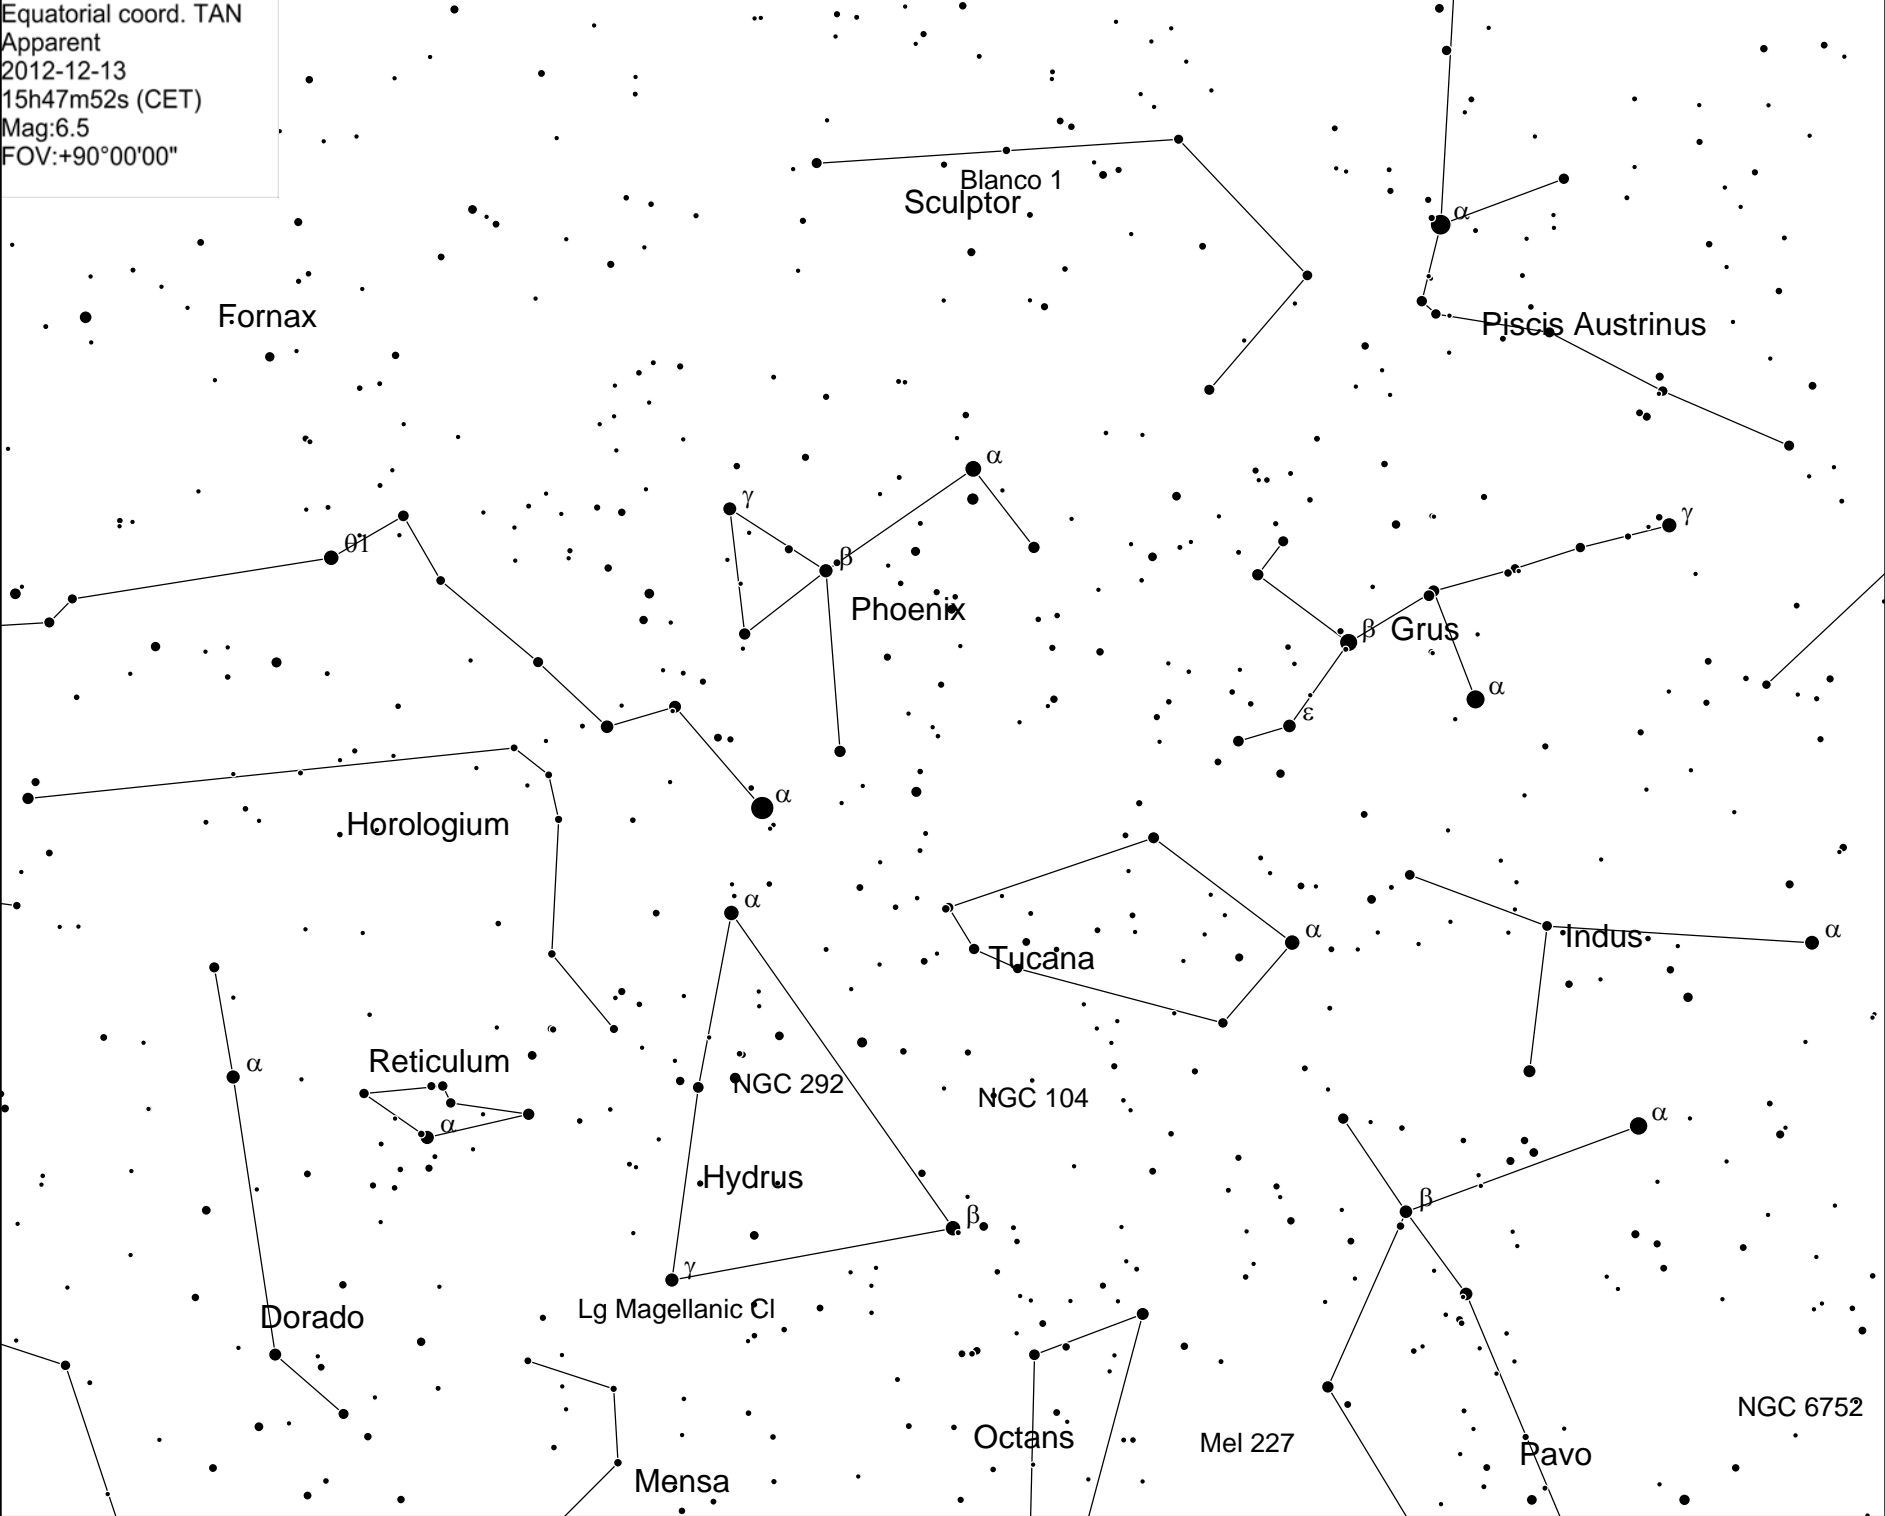 Equatorial coord. TAN
Apparent
2012-12-13
15h47m52s (CET)
Mag:6.5
FOV:+90°00'00"
Blanco 1
Sculptor
α
Fornax
Piscis Austrinus
α
γ
γ
θ1
β
Phoenix
β
Grus
α
ε
α
Horologium
α
α
Indus
α
Tucana
Reticulum
α
NGC 292
NGC 104
α
α
Hydrus
β
β
γ
Lg Magellanic Cl
Dorado
NGC 6752
Octans
Mel 227
Pavo
Mensa